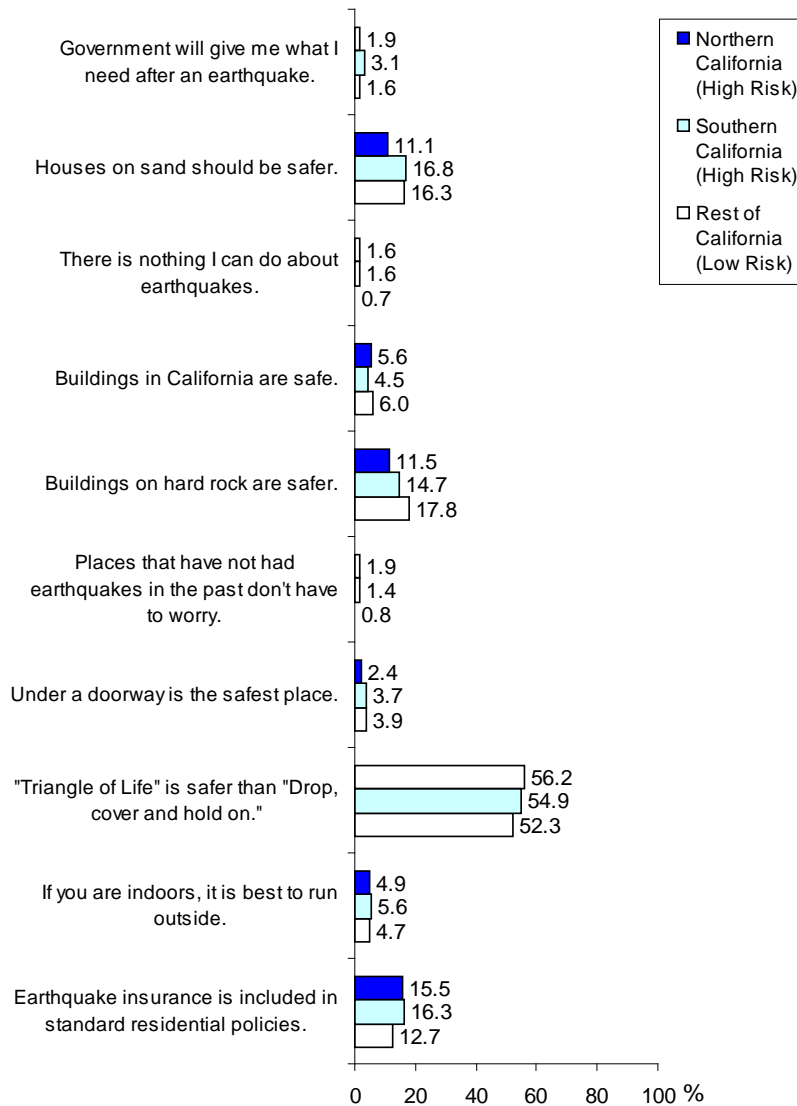 Government will give me what I
need after an earthquake.
1.9
3.1
1.6
Houses on sand should be safer.
11.1
16.8
16.3
There is nothing I can do about
earthquakes.
1.6
1.6
0.7
Buildings in California are safe.
5.6
4.5
6.0
Buildings on hard rock are safer.
11.5
14.7
17.8
Places that have not had
earthquakes in the past don't have
to worry.
1.9
1.4
0.8
Under a doorway is the safest place.
2.4
3.7
3.9
"Triangle of Life" is safer than "Drop,
cover and hold on."
56.2
54.9
52.3
If you are indoors, it is best to run
outside.
4.9
5.6
4.7
Earthquake insurance is included in
standard residential policies.
15.5
16.3
12.7
0 20 40 60 80 100 %
Northern
California
(High Risk)
Southern
California
(High Risk)
Rest of
California
(Low Risk)